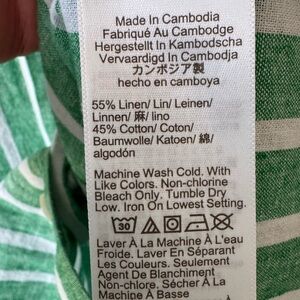 Made In Cambodia
Fabriqué Au Cambodge
Hergestellt In Kambodscha
Vervaardigd In Cambodja
カンボジア製
hecho en camboya
55% Linen/ Lin/ Leinen/
Linnen/ 麻/ lino
45% Cotton/ Coton/
Baumwolle/ Katoen/ 綿/
algodón
Machine Wash Cold. With
Like Colors. Non-chlorine
Bleach Only. Tumble Dry
Low. Iron On Lowest Setting.
30
Laver À La Machine À L'eau
Froide. Laver En Séparant
Les Couleurs. Seulement
Agent De Blanchiment
Non-chlore. Sécher À La
Machine À Basse